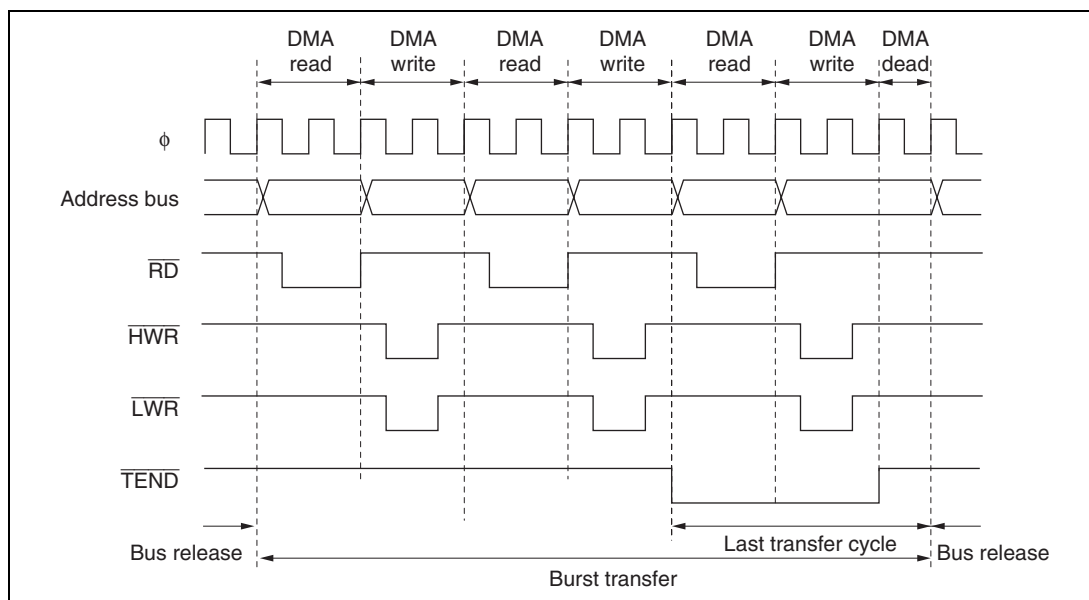 DMA read
DMA write
DMA read
DMA write
DMA read
DMA write
DMA dead
ϕ
Address bus
RD
HWR
LWR
TEND
Bus release
Last transfer cycle
Bus release
Burst transfer